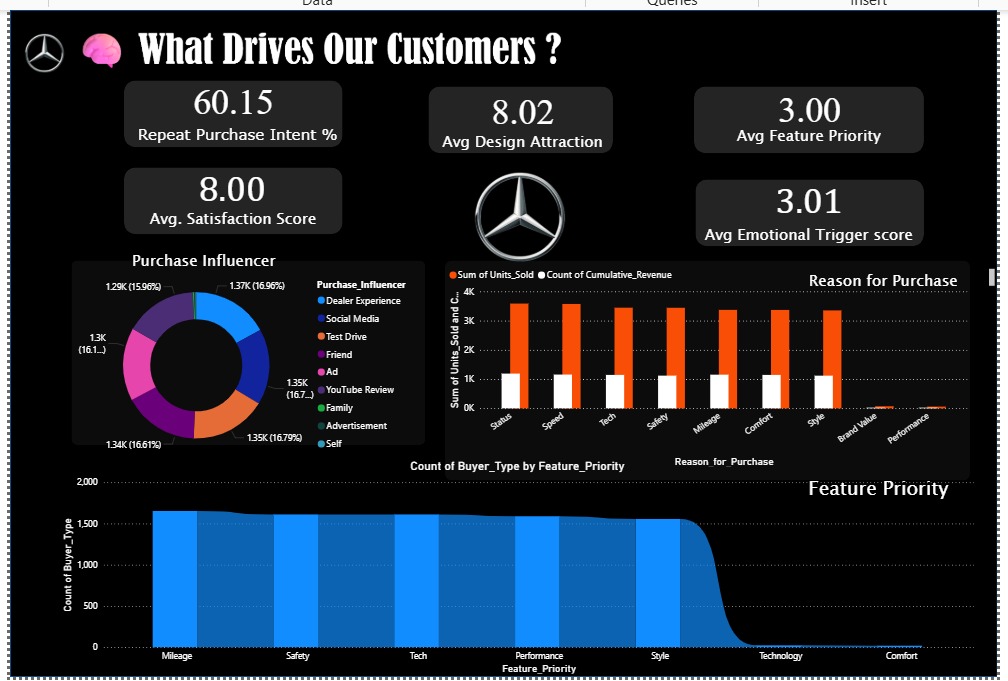 Data
Queries
Insert
What Drives Our Customers ?
60.15
Repeat Purchase Intent %
8.02
Avg Design Attraction
3.00
Avg Feature Priority
8.00
Avg. Satisfaction Score
3.01
Avg Emotional Trigger score
Purchase Influencer
1.29K (15.96%)
1.37K (16.96%)
1.3K
(16.1...)
1.35K
(16.7...)
1.35K (16.79%)
1.34K (16.61%)
Purchase_Influencer
Dealer Experience
Social Media
Test Drive
Friend
Ad
YouTube Review
Family
Advertisement
Self
Sum of Units_Sold
Count of Cumulative_Revenue
Reason for Purchase
Sum of Units_Sold and C...
4K
3K
2K
1K
0K
Status
Speed
Tech
Safety
Mileage
Comfort
Style
Brand Value
Performance
Reason_for_Purchase
Count of Buyer_Type by Feature_Priority
Feature Priority
Count of Buyer_Type
2,000
1,500
1,000
500
0
Mileage
Safety
Tech
Performance
Style
Technology
Comfort
Feature_Priority